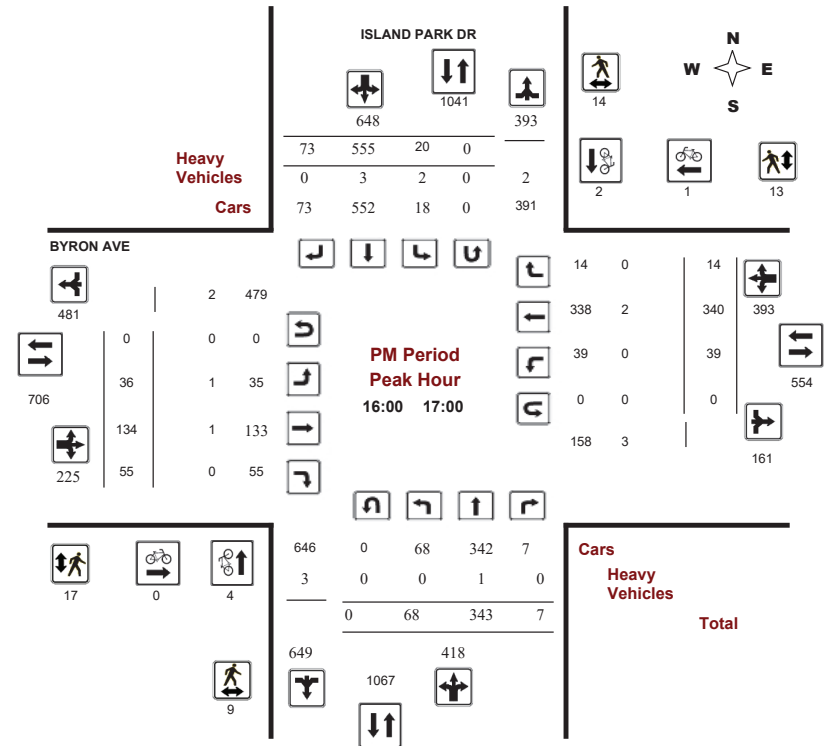 ISLAND PARK DR
N
W E
S
1041
14
648 393
73 555 20 0
Heavy
Vehicles
0 3 2 0 2
2 1 13
Cars
73 552 18 0 391
BYRON AVE
481
2 479
14 0 14
338 2 340 393
0 0 0
PM Period
Peak Hour
16:00 17:00
39 0 39
554
706
36 1 35
0 0 0
134 1 133
158 3
161
225
55 0 55
646 0 68 342 7
Cars
3 0 0 1 0
Heavy
Vehicles
17 0 4
0 68 343 7
Total
649 418
1067
9